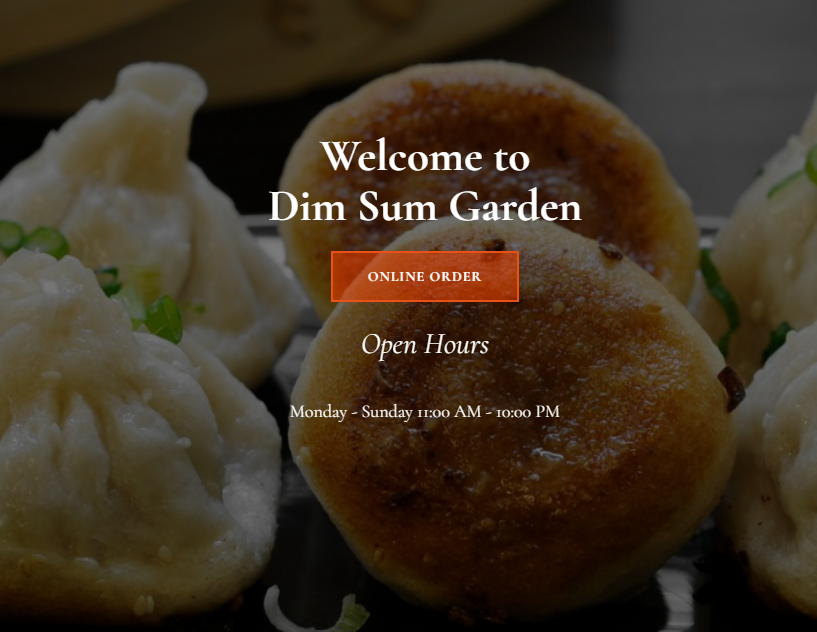 Welcome to
Dim Sum Garden
ONLINE ORDER
Open Hours
Monday - Sunday 11:00 AM - 10:00 PM